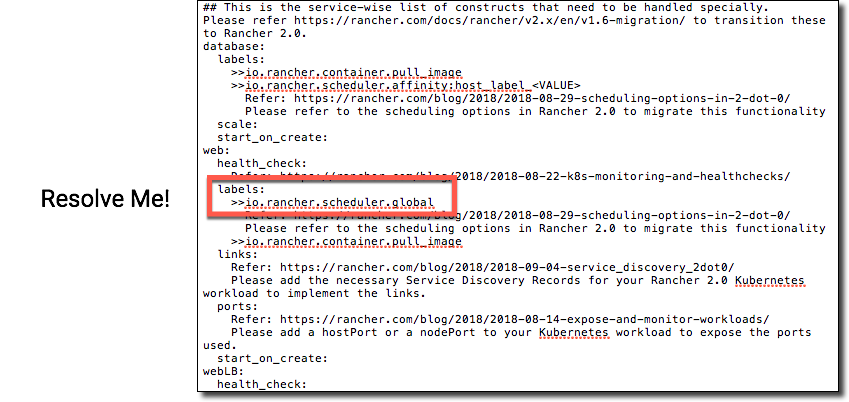 ## This is the service-wise list of constructs that need to be handled specially.
Please refer https://rancher.com/docs/rancher/v2.x/en/v1.6-migration/ to transition these
to Rancher 2.0.
database:
  labels:
    >>io.rancher.container.pull_image
    >>io.rancher.scheduler.affinity:host_label_<VALUE>
      Refer: https://rancher.com/blog/2018/2018-08-29-scheduling-options-in-2-dot-0/
      Please refer to the scheduling options in Rancher 2.0 to migrate this functionality
  scale:
  start_on_create:
web:
  health_check:
    Refer: https://rancher.com/blog/2018/2018-08-22-k8s-monitoring-and-healthchecks/
Resolve Me!
  labels:
    >>io.rancher.scheduler.global
      Refer: https://rancher.com/blog/2018/2018-08-29-scheduling-options-in-2-dot-0/
      Please refer to the scheduling options in Rancher 2.0 to migrate this functionality
    >>io.rancher.container.pull_image
  links:
    Refer: https://rancher.com/blog/2018/2018-09-04-service_discovery_2dot0/
    Please add the necessary Service Discovery Records for your Rancher 2.0 Kubernetes
workload to implement the links.
  ports:
    Refer: https://rancher.com/blog/2018/2018-08-14-expose-and-monitor-workloads/
    Please add a hostPort or a nodePort to your Kubernetes workload to expose the ports
used.
  start_on_create:
webLB:
  health_check: